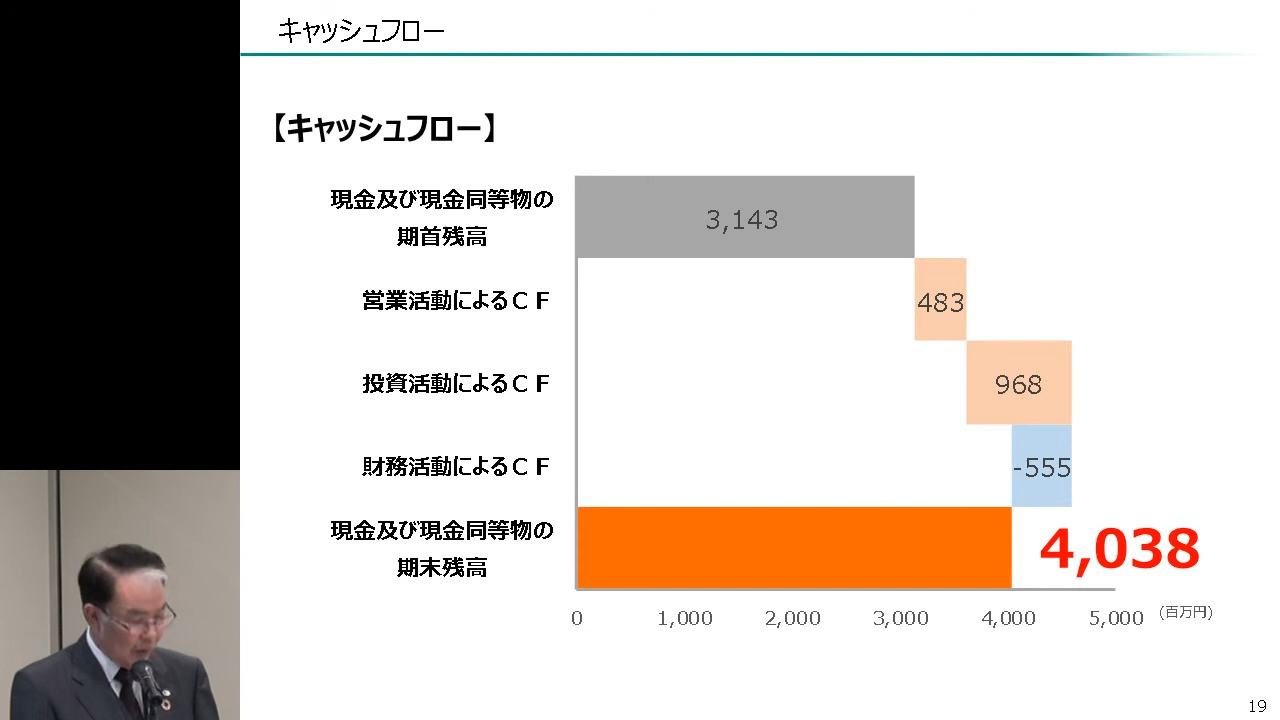 キャッシュフロー
【キャッシュフロー】
現金及び現金同等物の
期首残高
3,143
営業活動によるＣＦ
483
投資活動によるＣＦ
968
財務活動によるＣＦ
-555
現金及び現金同等物の
期末残高
4,038
0 1,000 2,000 3,000 4,000 5,000 (百万円)
19